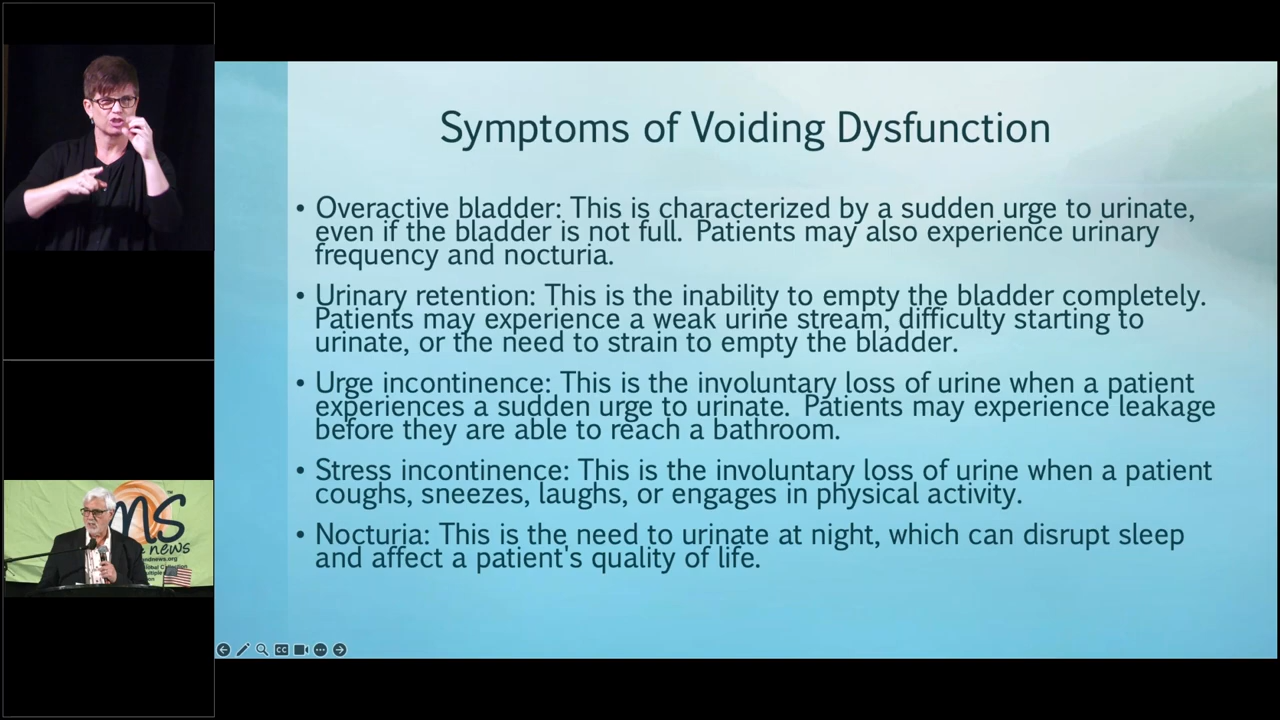 Symptoms of Voiding Dysfunction
• Overactive bladder: This is characterized by a sudden urge to urinate,
even if the bladder is not full. Patients may also experience urinary
frequency and nocturia.
• Urinary retention: This is the inability to empty the bladder completely.
Patients may experience a weak urine stream, difficulty starting to
urinate, or the need to strain to empty the bladder.
• Urge incontinence: This is the involuntary loss of urine when a patient
experiences a sudden urge to urinate. Patients may experience leakage
before they are able to reach a bathroom.
• Stress incontinence: This is the involuntary loss of urine when a patient
coughs, sneezes, laughs, or engages in physical activity.
• Nocturia: This is the need to urinate at night, which can disrupt sleep
and affect a patient's quality of life.
CC
MS
news